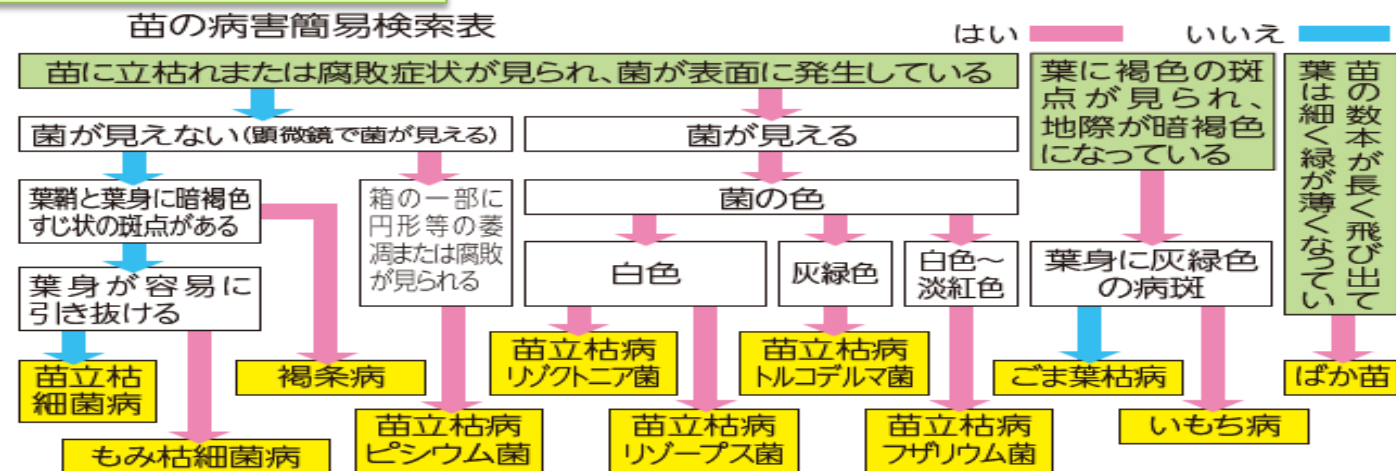 苗の病害簡易検索表
はい
いいえ
苗に立枯れまたは腐敗症状が見られ、菌が表面に発生している
葉に褐色の斑
点が見られ、
地際が暗褐色
になっている
苗の数本が長く飛び出て
葉は細く緑が薄くなってい
菌が見えない(顕微鏡で菌が見える)
菌が見える
葉鞘と葉身に暗褐色
すじ状の斑点がある
箱の一部に
円形等の萎
凋または腐敗
が見られる
菌の色
白色
灰緑色
白色～
淡紅色
葉身に灰緑色
の病斑
葉身が容易に
引き抜ける
苗立枯
細菌病
褐条病
苗立枯病
リゾクトニア菌
苗立枯病
トルコデルマ菌
ごま葉枯病
ばか苗
もみ枯細菌病
苗立枯病
ピシウム菌
苗立枯病
リゾープス菌
苗立枯病
フザリウム菌
いもち病